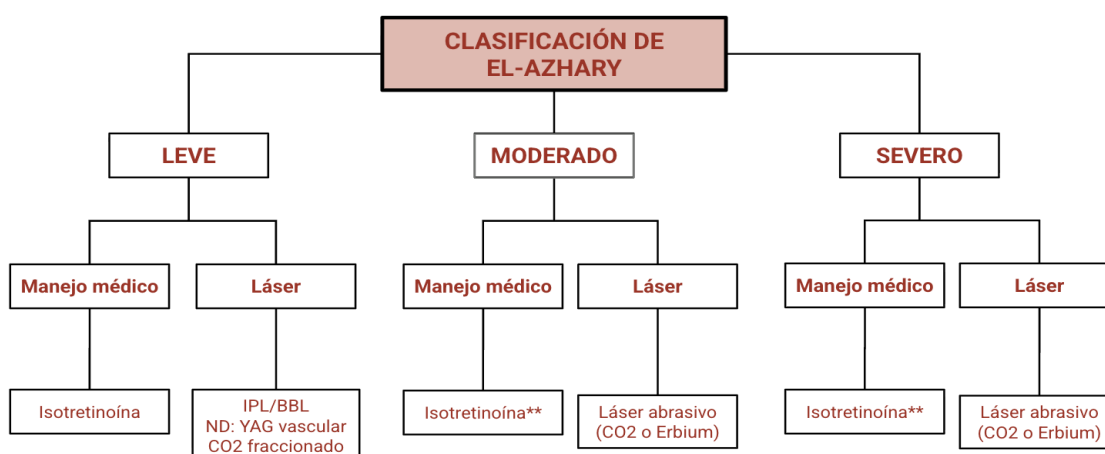 CLASIFICACIÓN DE
EL-AZHARY
LEVE
MODERADO
SEVERO
Manejo médico
Láser
Manejo médico
Láser
Manejo médico
Láser
Isotretinoína
IPL/BBL
ND: YAG vascular
CO2 fraccionado
Isotretinoína**
Láser abrasivo
(CO2 o Erbium)
Isotretinoína**
Láser abrasivo
(CO2 o Erbium)